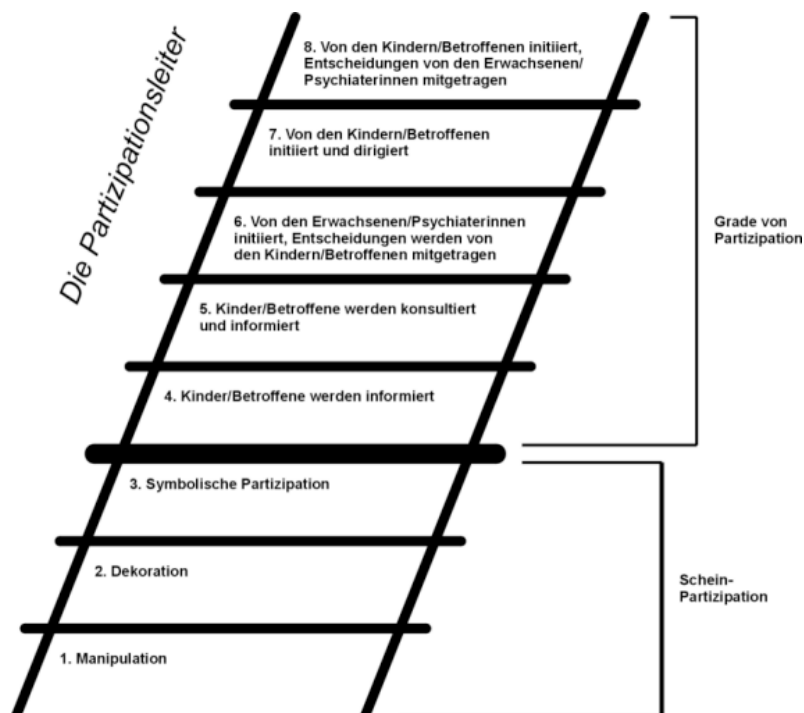 Die Partizipationsleiter
8. Von den Kindern/Betroffenen initiiert,
Entscheidungen von den Erwachsenen/
Psychiaterinnen mitgetragen
7. Von den Kindern/Betroffenen
initiiert und dirigiert
6. Von den Erwachsenen/Psychiaterinnen
initiiert, Entscheidungen werden von
den Kindern/Betroffenen mitgetragen
5. Kinder/Betroffene werden konsultiert
und informiert
4. Kinder/Betroffene werden informiert
3. Symbolische Partizipation
2. Dekoration
1. Manipulation
Grade von
Partizipation
Schein-
Partizipation